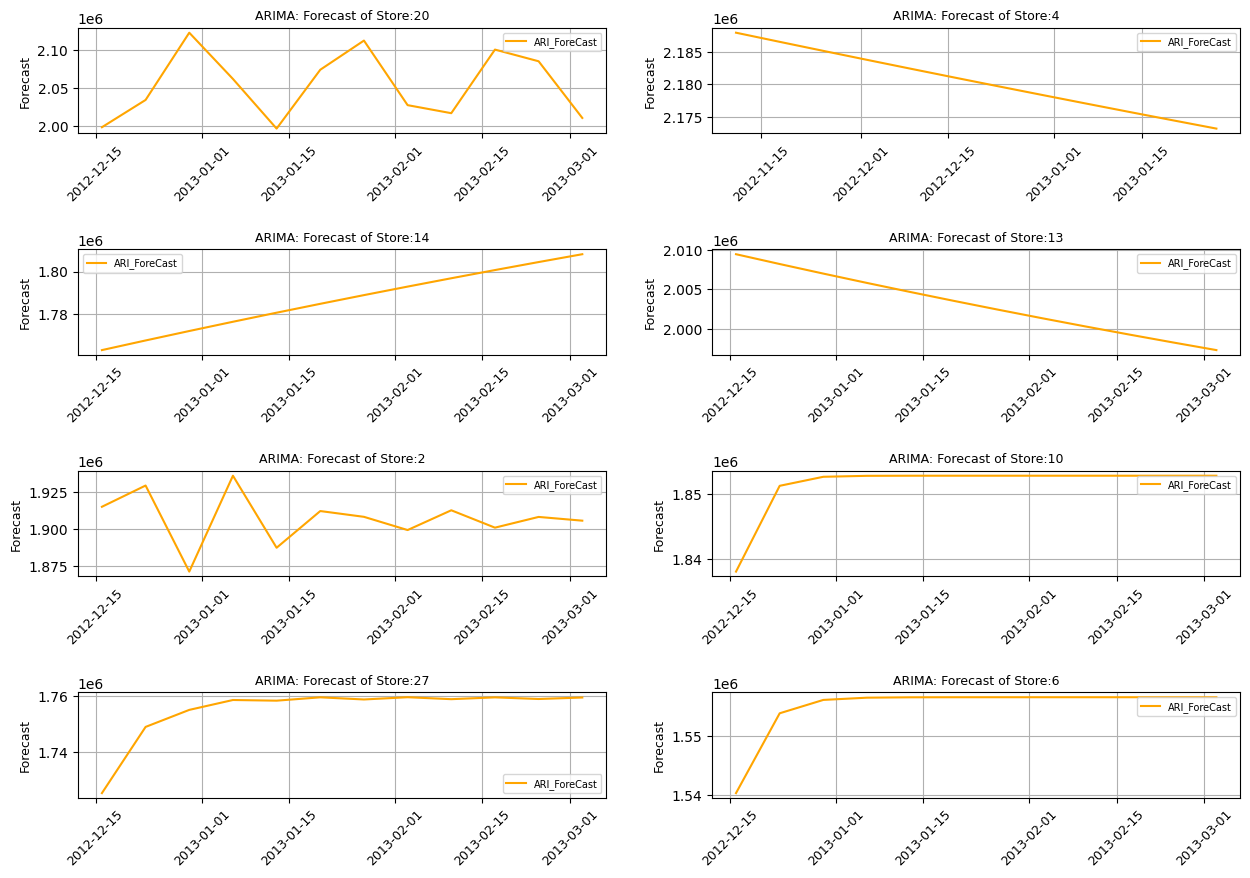 ARIMA: Forecast of Store:20
1e6
ARI_ForeCast
Forecast
2.10
2.05
2.00
2012-12-15
2013-01-01
2013-01-15
2013-02-01
2013-02-15
2013-03-01
ARIMA: Forecast of Store:4
1e6
ARI_ForeCast
Forecast
2.185
2.180
2.175
2012-11-15
2012-12-01
2012-12-15
2013-01-01
2013-01-15
ARIMA: Forecast of Store:14
1e6
ARI_ForeCast
Forecast
1.80
1.78
2012-12-15
2013-01-01
2013-01-15
2013-02-01
2013-02-15
2013-03-01
ARIMA: Forecast of Store:13
1e6
ARI_ForeCast
Forecast
2.010
2.005
2.000
2012-12-15
2013-01-01
2013-01-15
2013-02-01
2013-02-15
2013-03-01
ARIMA: Forecast of Store:2
1e6
ARI_ForeCast
Forecast
1.925
1.900
1.875
2012-12-15
2013-01-01
2013-01-15
2013-02-01
2013-02-15
2013-03-01
ARIMA: Forecast of Store:10
1e6
ARI_ForeCast
Forecast
1.85
1.84
2012-12-15
2013-01-01
2013-01-15
2013-02-01
2013-02-15
2013-03-01
ARIMA: Forecast of Store:27
1e6
ARI_ForeCast
Forecast
1.76
1.74
2012-12-15
2013-01-01
2013-01-15
2013-02-01
2013-02-15
2013-03-01
ARIMA: Forecast of Store:6
1e6
ARI_ForeCast
Forecast
1.55
1.54
2012-12-15
2013-01-01
2013-01-15
2013-02-01
2013-02-15
2013-03-01